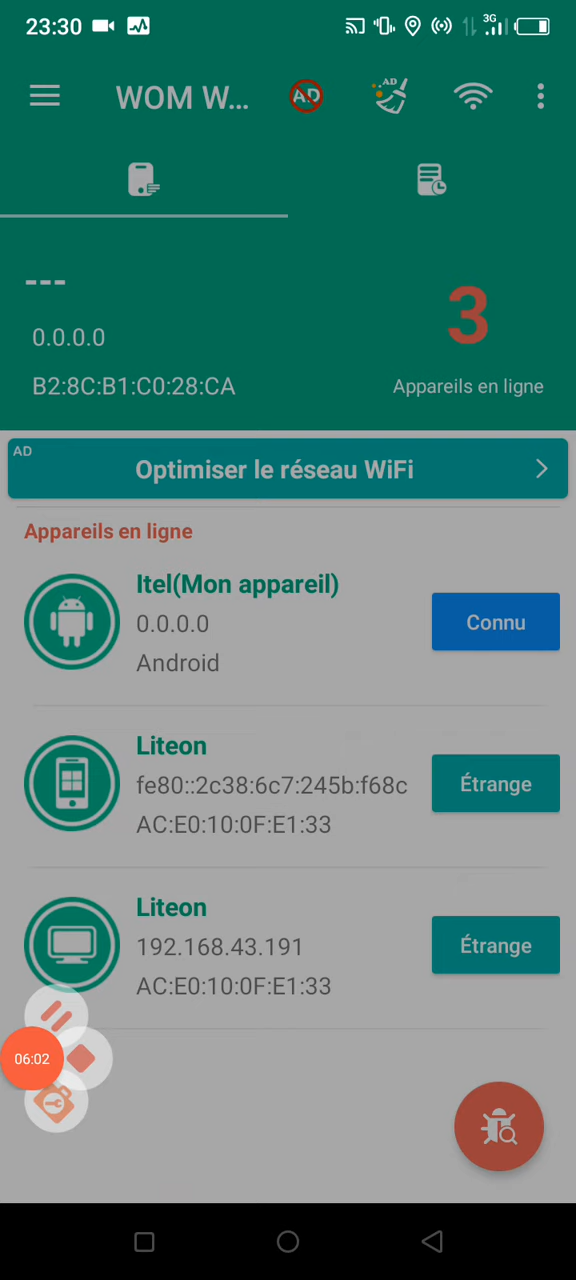 23:30
3G
WOM W...
AD
AD
---
0.0.0.0
B2:8C:B1:C0:28:CA
3
Appareils en ligne
AD
Optimiser le réseau WiFi
Appareils en ligne
Itel(Mon appareil)
0.0.0.0
Android
Connu
Liteon
fe80::2c38:6c7:245b:f68c
AC:E0:10:0F:E1:33
Étrange
Liteon
192.168.43.191
AC:E0:10:0F:E1:33
Étrange
06:02